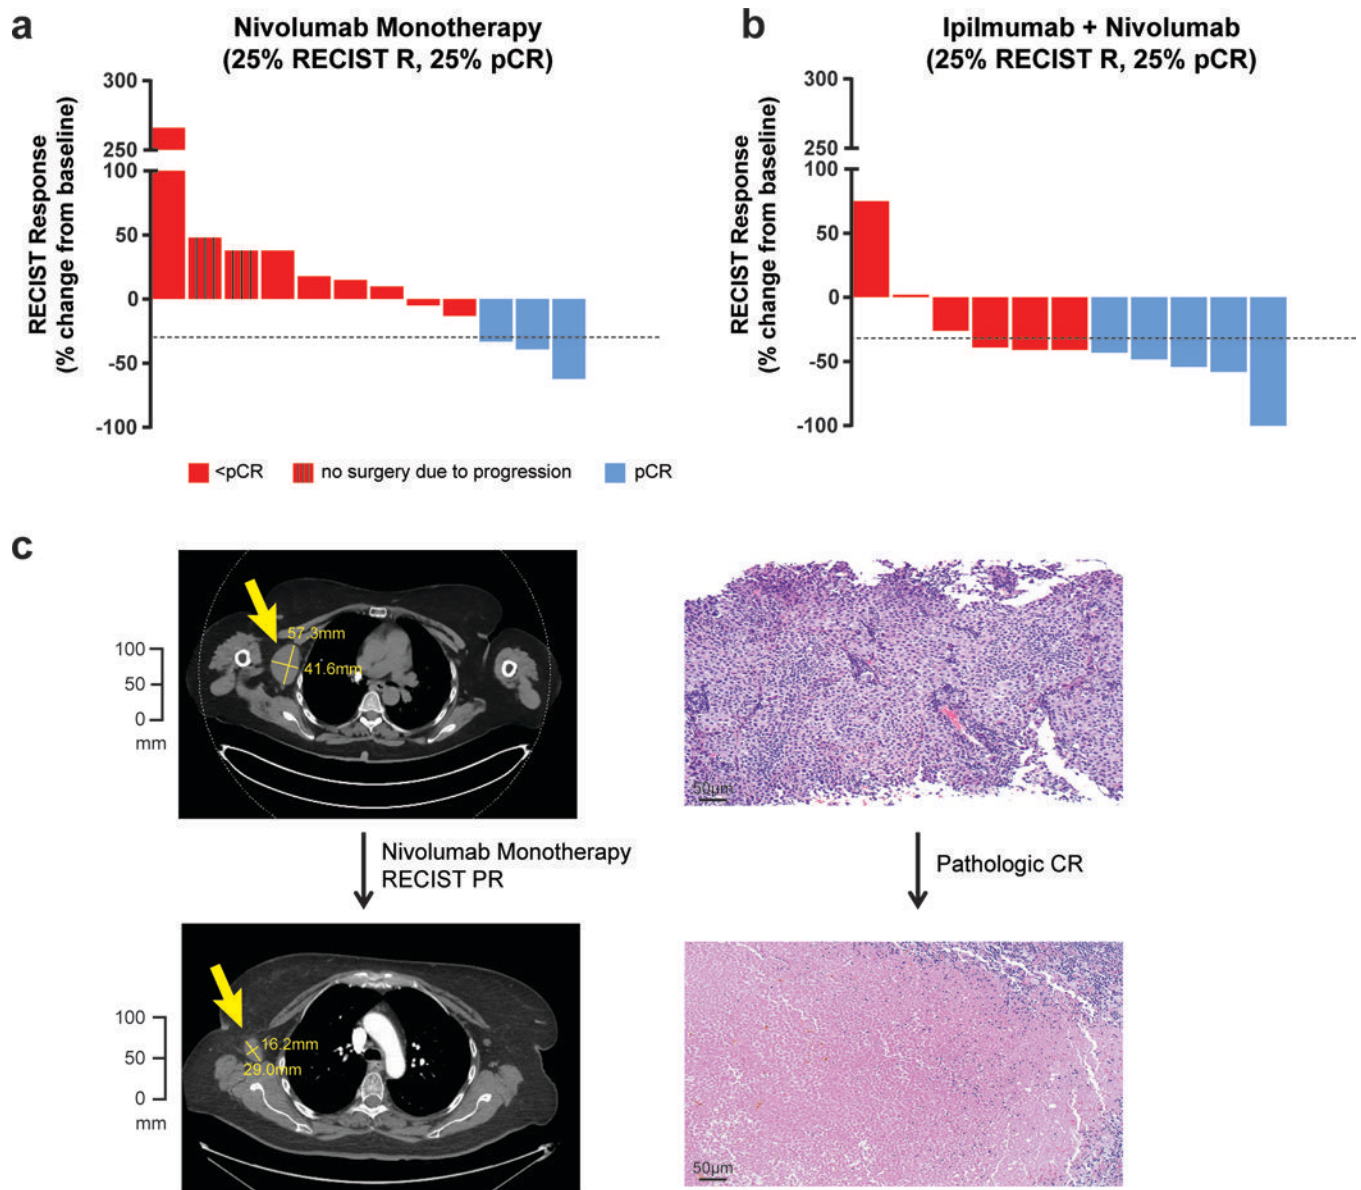 a
Nivolumab Monotherapy
(25% RECIST R, 25% pCR)
RECIST Response
(% change from baseline)
300
250
100
50
0
-50
-100
b
Ipilmumab + Nivolumab
(25% RECIST R, 25% pCR)
RECIST Response
(% change from baseline)
300
250
100
50
0
-50
-100
<pCR
no surgery due to progression
pCR
c
100
50
0
mm
57.3mm
41.6mm
50µm
Nivolumab Monotherapy
RECIST PR
Pathologic CR
100
50
0
mm
16.2mm
29.0mm
50µm